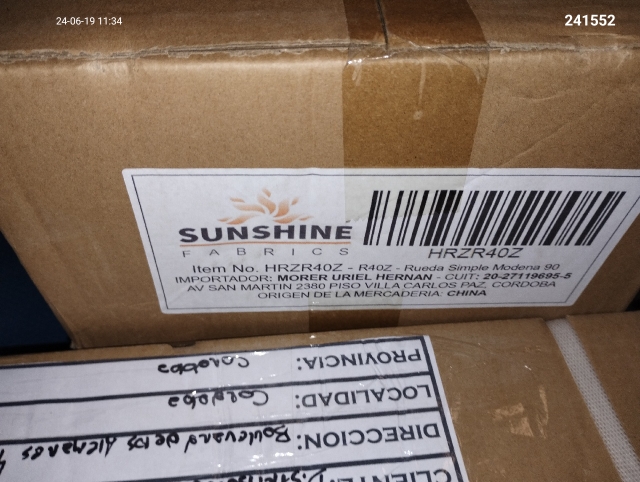 24-06-19 11:34
241552
SUNSHINE
FABRICS
HRZR40Z
Item No. HRZR40Z - R40Z - Rueda Simple Modena 90
IMPORTADOR: MORER URIEL HERNAN - CUIT: 20-27119695-5
AV SAN MARTIN 2380 PISO VILLA CARLOS PAZ, CORDOBA
ORIGEN DE LA MERCADERIA: CHINA
CLIENTE:
DIRECCION: Boulevard de los Alemanes
LOCALIDAD: Cordoba
PROVINCIA: Cordoba